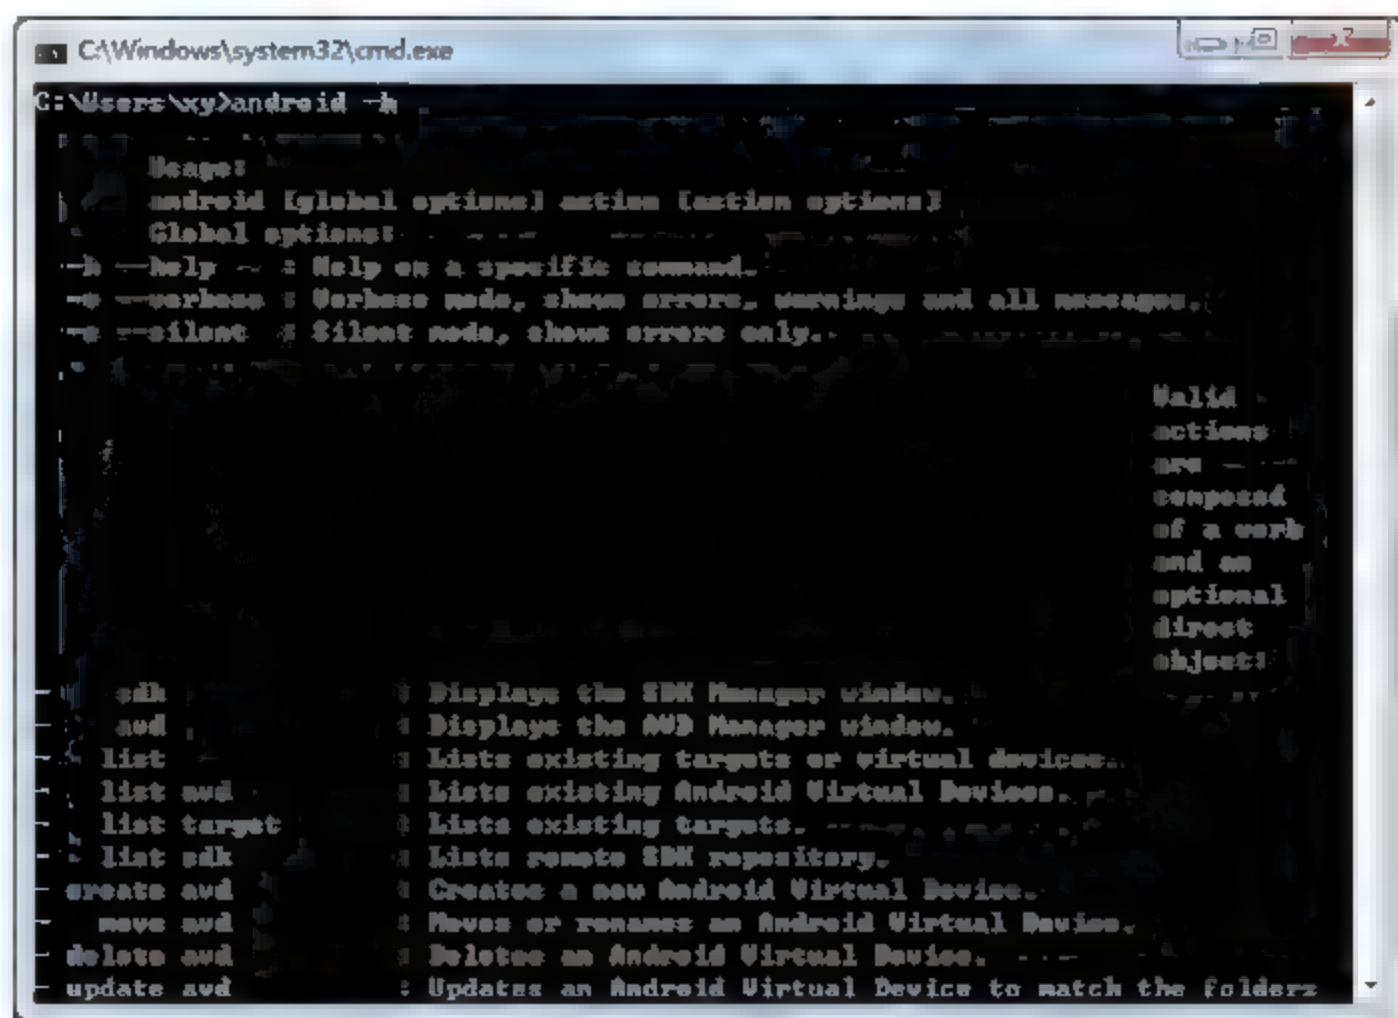 C:\Windows\system32\cmd.exe
C:\Users\xy>android -h
Usage:
android [global options] action [action options]
Global options:
-h --help : Help on a specific command.
-v --verbose : Verbose mode, shows errors, warnings and all messages.
-s --silent : Silent mode, shows errors only.
Valid
actions
are
composed
of a verb
and an
optional
direct
object:
- sdk : Displays the SDK Manager window.
- avd : Displays the AVD Manager window.
- list : Lists existing targets or virtual devices.
- list avd : Lists existing Android Virtual Devices.
- list target : Lists existing targets.
- list sdk : Lists remote SDK repository.
- create avd : Creates a new Android Virtual Device.
- move avd : Moves or renames an Android Virtual Device.
- delete avd : Deletes an Android Virtual Device.
- update avd : Updates an Android Virtual Device to match the folders